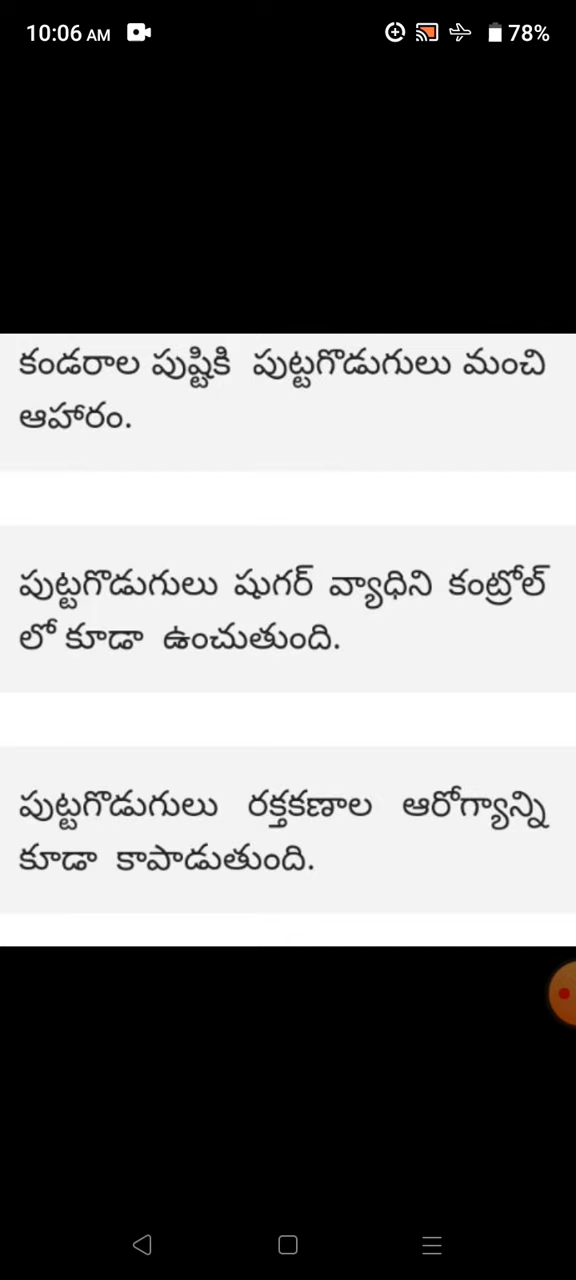 10:06 AM 78%
కండరాల పుష్టికి పుట్టగొడుగులు మంచి
ఆహారం.
పుట్టగొడుగులు షుగర్ వ్యాధిని కంట్రోల్
లో కూడా ఉంచుతుంది.
పుట్టగొడుగులు రక్తకణాల ఆరోగ్యాన్ని
కూడా కాపాడుతుంది.